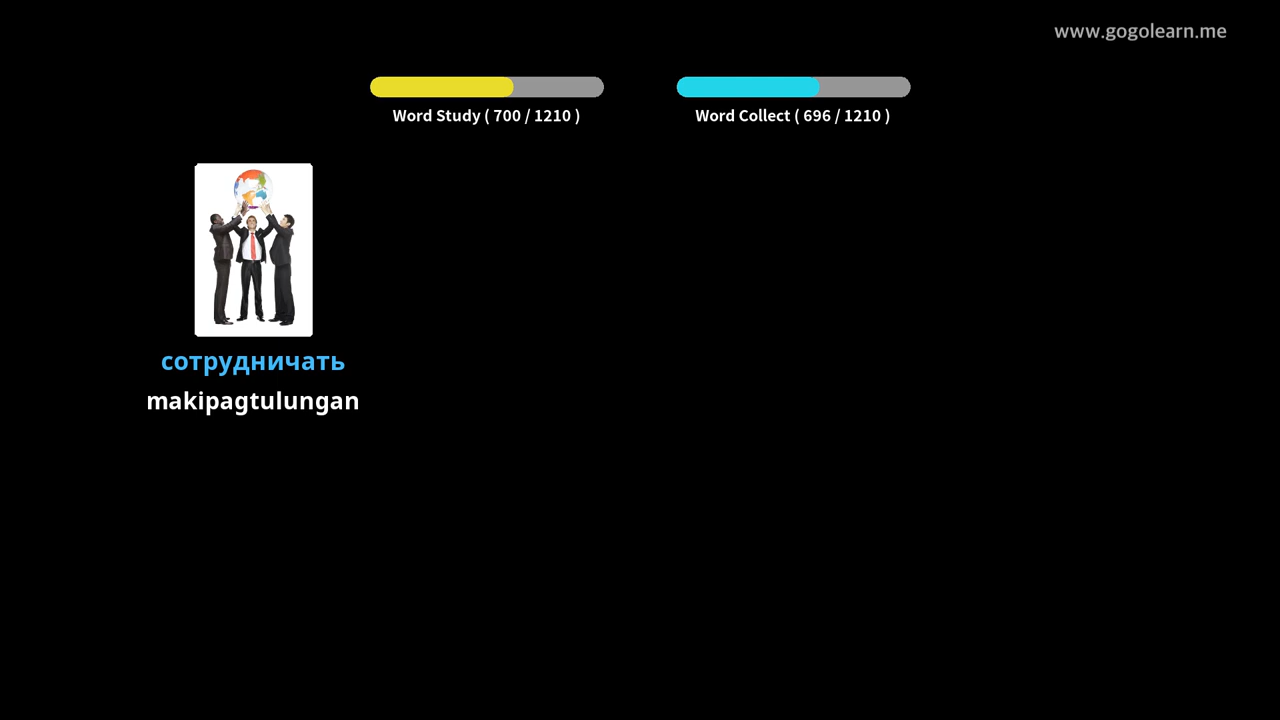 www.gogolearn.me
Word Study ( 700 / 1210 )
Word Collect ( 696 / 1210 )
сотрудничать
makipagtulungan